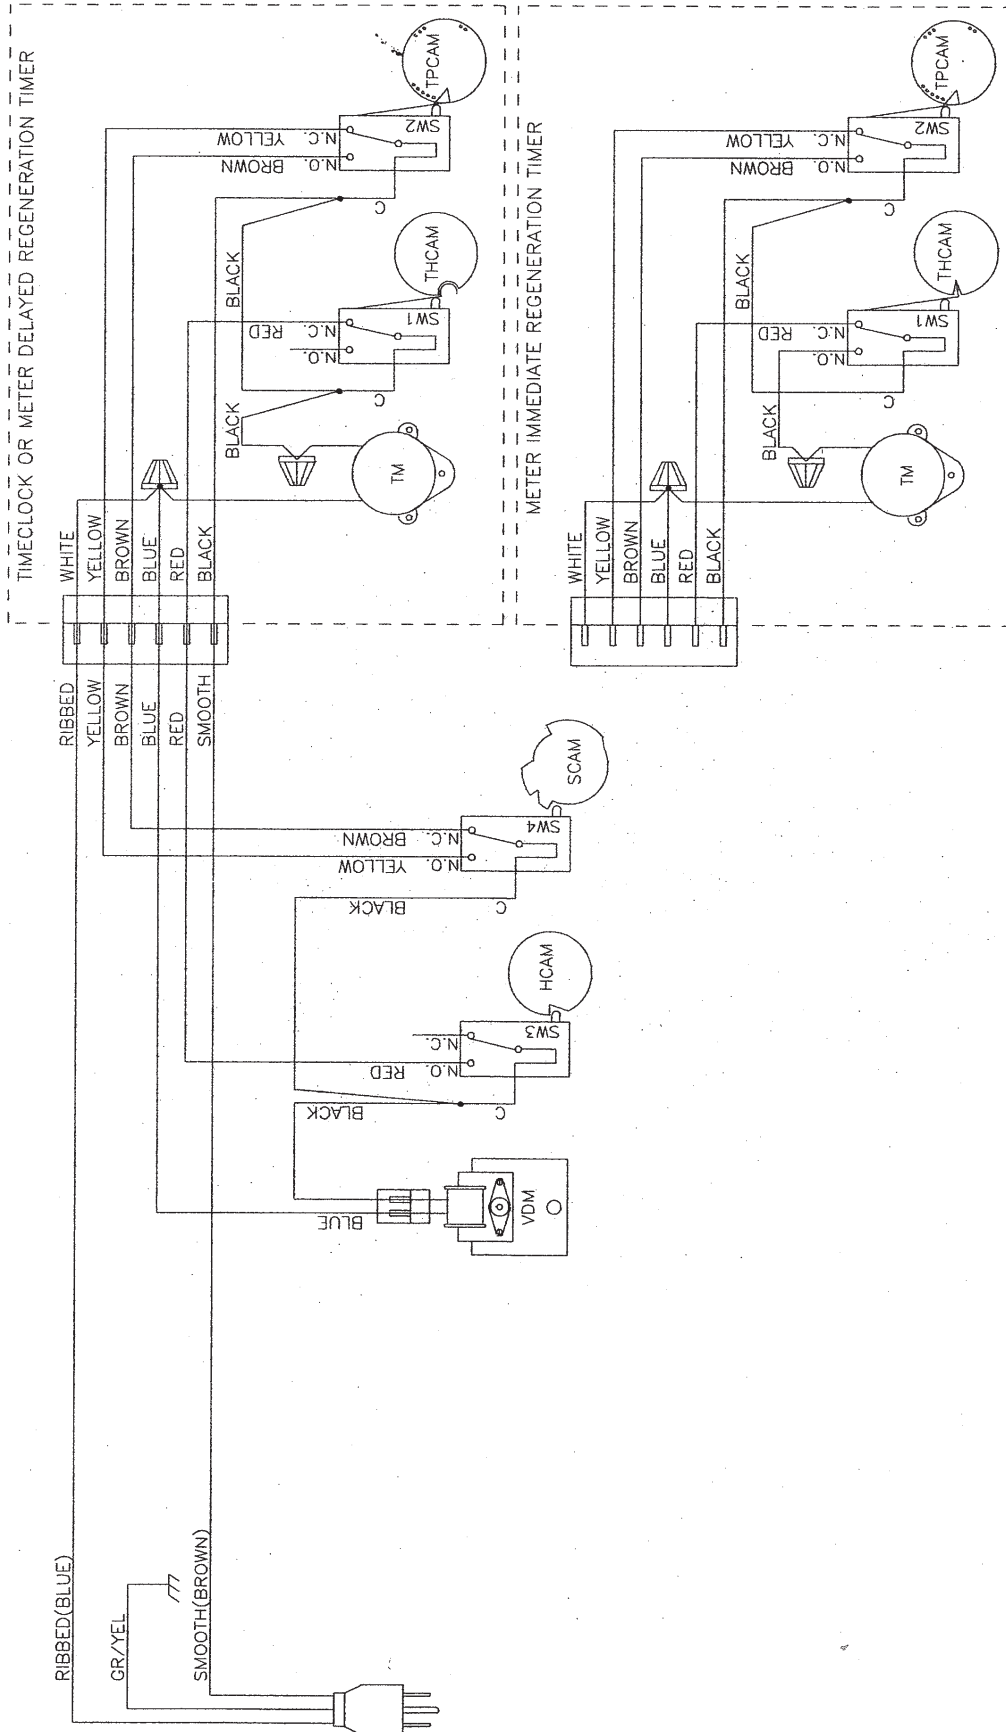 TIMECLOCK OR METER DELAYED REGENERATION TIMER
TPCAM
SW2
N.C.
YELLOW
N.O.
BROWN
C
BLACK
THCAM
SW1
N.C.
RED
N.O.
C
BLACK
TM
WHITE
YELLOW
BROWN
BLUE
RED
BLACK
METER IMMEDIATE REGENERATION TIMER
TPCAM
SW2
N.C.
YELLOW
N.O.
BROWN
C
BLACK
THCAM
SW1
N.C.
RED
N.O.
C
BLACK
TM
WHITE
YELLOW
BROWN
BLUE
RED
BLACK
RIBBED
YELLOW
BROWN
BLUE
RED
SMOOTH
SCAM
SW4
N.C.
BROWN
N.O.
YELLOW
C
BLACK
HCAM
SW3
N.C.
N.O.
RED
C
BLACK
BLUE
VDM
RIBBED(BLUE)
GR/YEL
SMOOTH(BROWN)